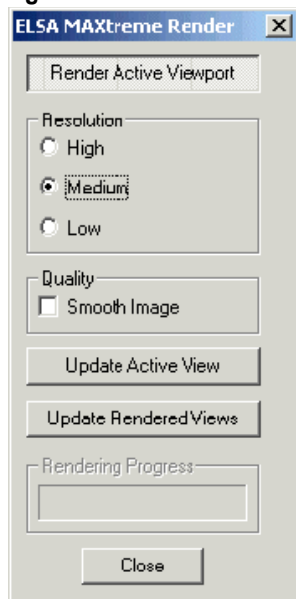 ELSA MAXtreme Render
Render Active Viewport
Resolution
High
Medium
Low
Quality
Smooth Image
Update Active View
Update Rendered Views
Rendering Progress
Close